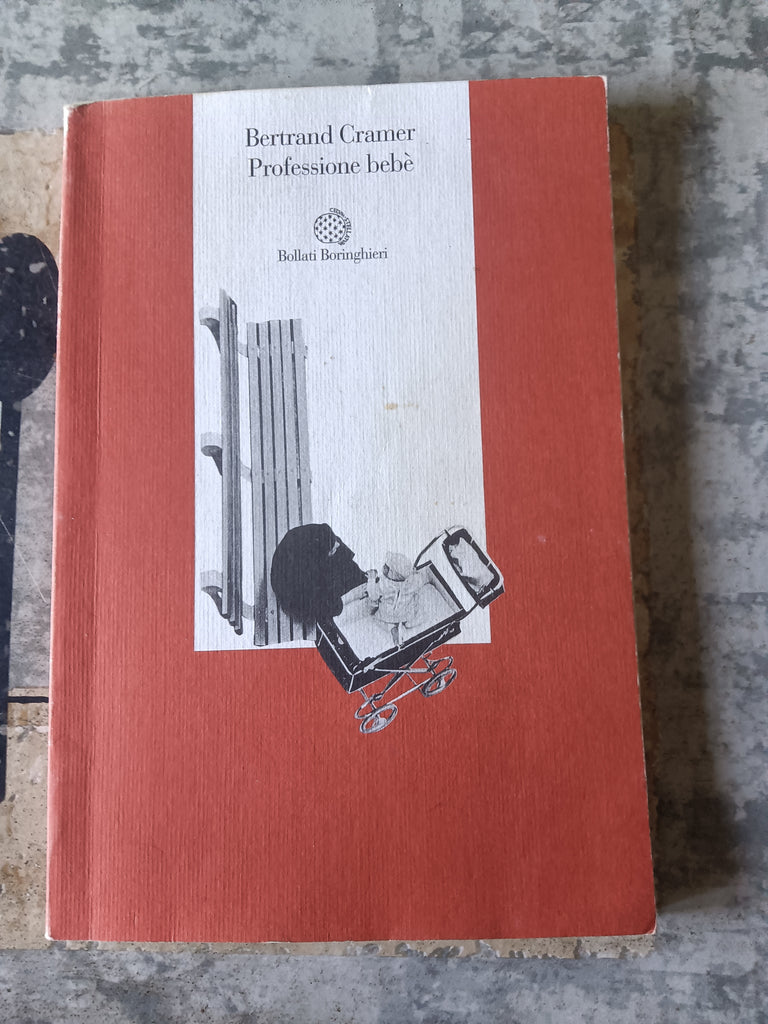 Bertrand Cramer
Professione bebè
Bollati Boringhieri